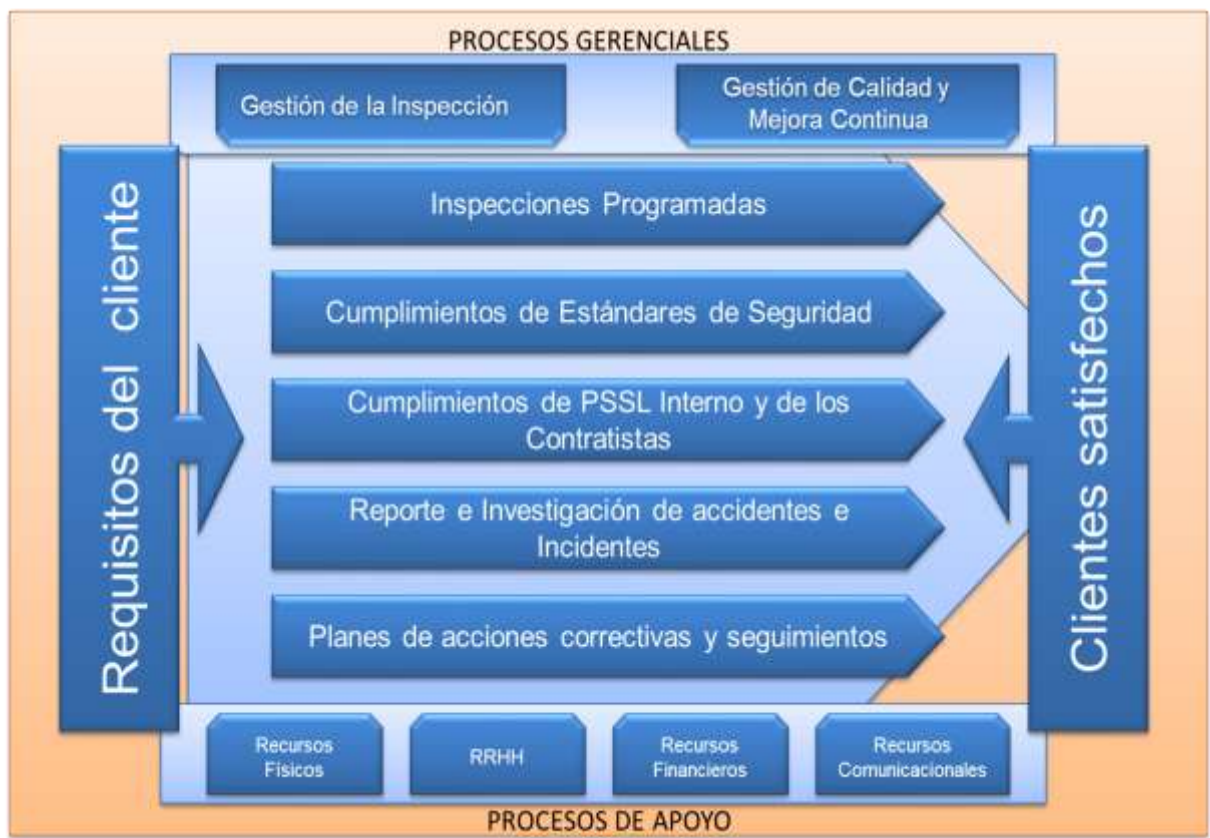 PROCESOS GERENCIALES
Gestión de la Inspección
Gestión de Calidad y
Mejora Continua
Requisitos del cliente
Inspecciones Programadas
Cumplimientos de Estándares de Seguridad
Cumplimientos de PSSL Interno y de los
Contratistas
Reporte e Investigación de accidentes e
Incidentes
Planes de acciones correctivas y seguimientos
Clientes satisfechos
Recursos
Físicos
RRHH
Recursos
Financieros
Recursos
Comunicacionales
PROCESOS DE APOYO